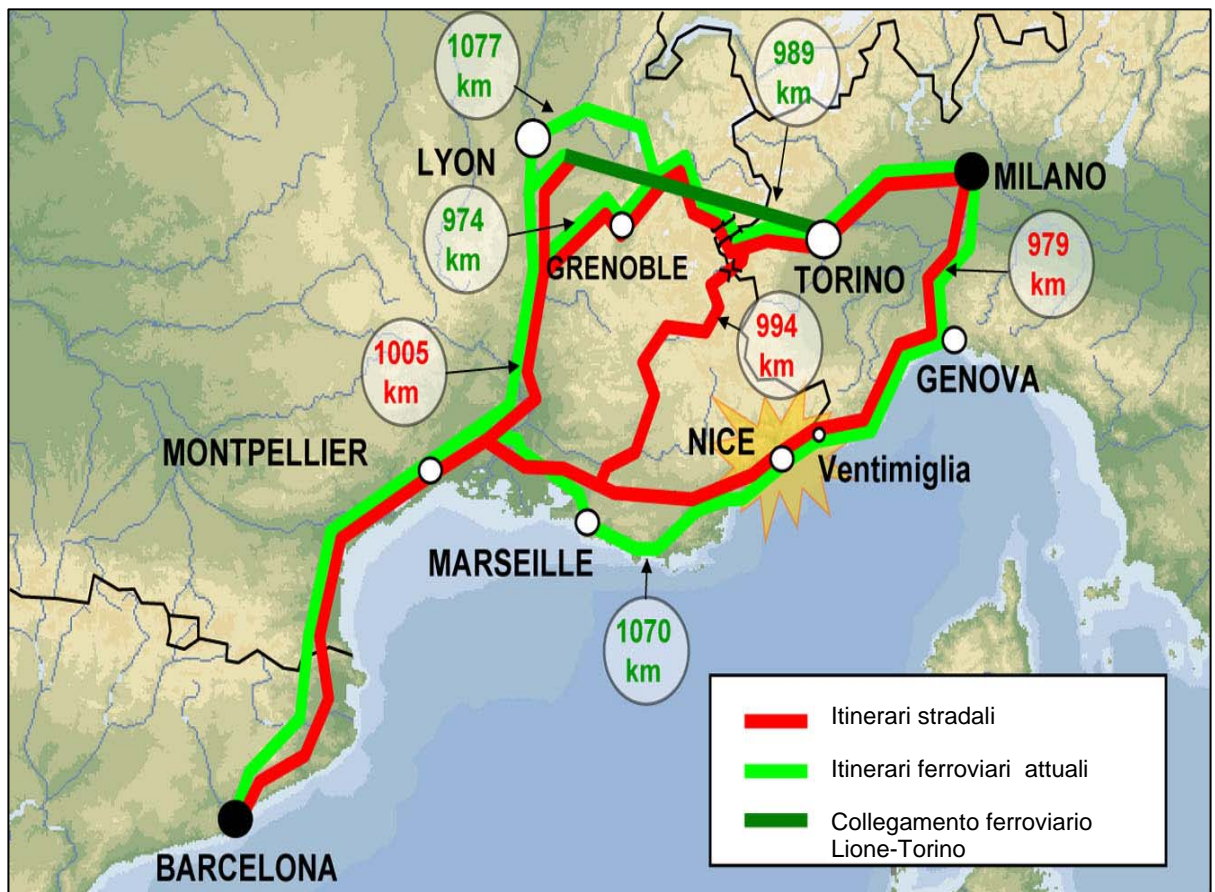 1077
km
989
km
LYON
MILANO
974
km
GRENOBLE
TORINO
979
km
1005
km
994
km
GENOVA
MONTPELLIER
NICE
Ventimiglia
MARSEILLE
1070
km
BARCELONA
Itinerari stradali
Itinerari ferroviari attuali
Collegamento ferroviario
Lione-Torino